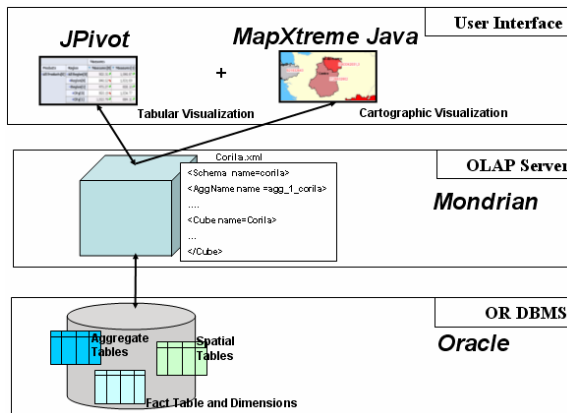 User Interface
JPivot
MapXtreme Java
+
Tabular Visualization
Cartographic Visualization
Corila.xml
<Schema name=corila>
<AggName name =agg_1_corila>
....
<Cube name=Corila>
...
</Cube>
OLAP Server
Mondrian
OR DBMS
Oracle
Aggregate
Tables
Spatial
Tables
Fact Table and Dimensions